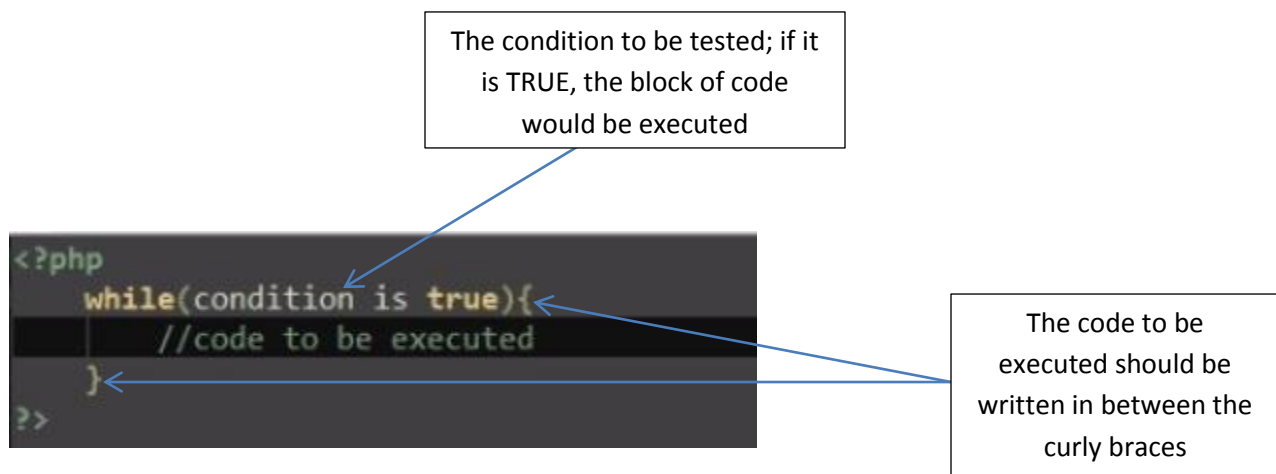 The condition to be tested; if it
is TRUE, the block of code
would be executed
<?php
while(condition is true){
//code to be executed
}
?>
The code to be
executed should be
written in between the
curly braces